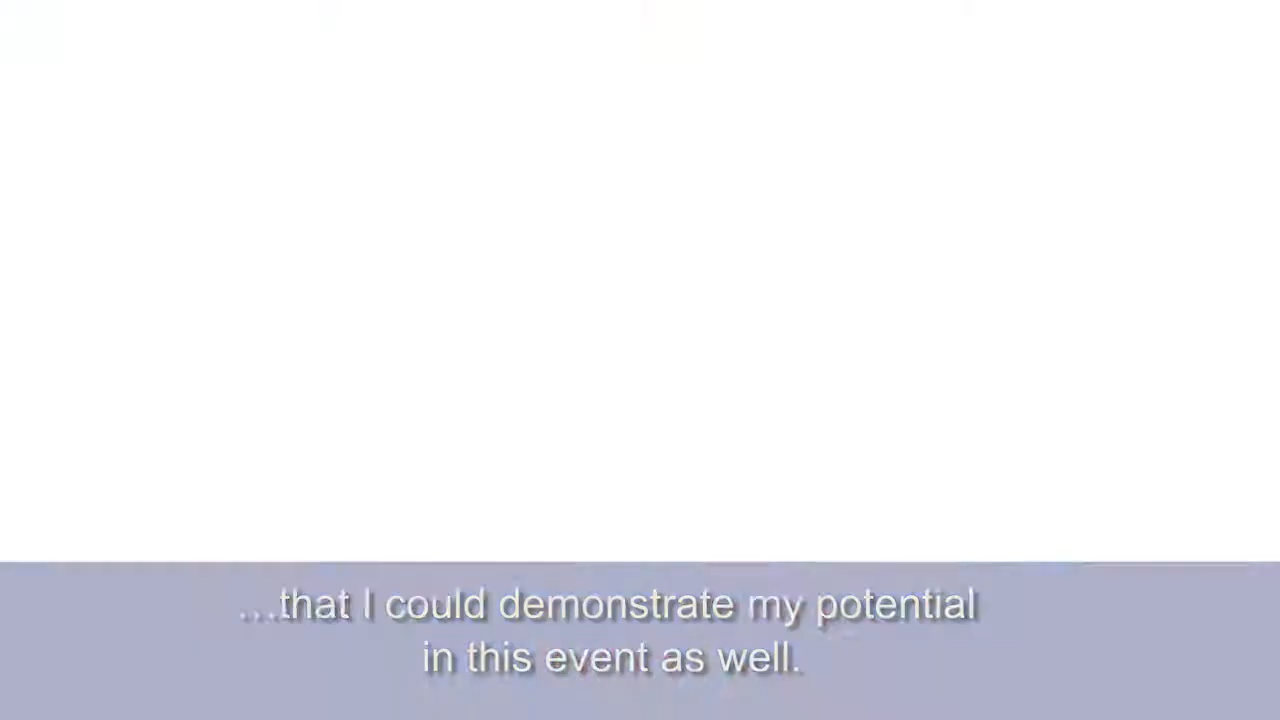 ...that I could demonstrate my potential
in this event as well.